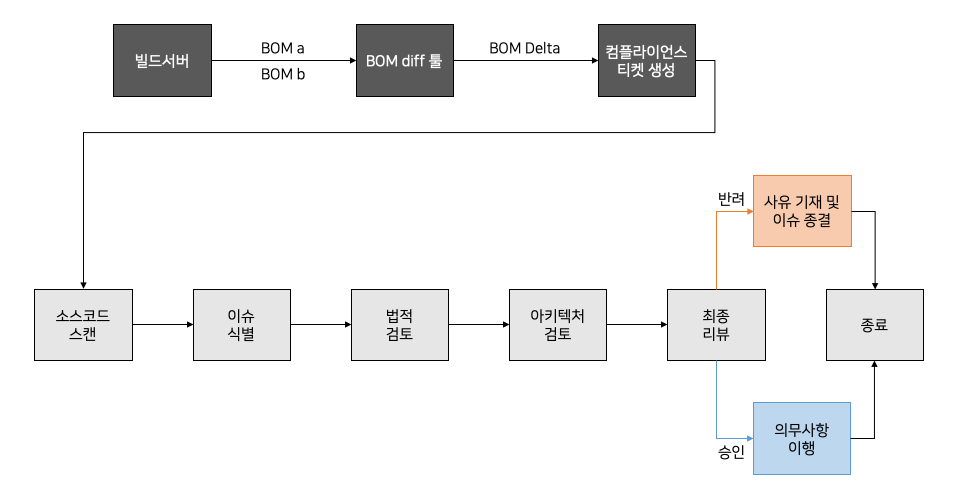 빌드서버
BOM a
BOM b
BOM diff 툴
BOM Delta
컴플라이언스
티켓 생성
소스코드
스캔
이슈
식별
법적
검토
아키텍처
검토
최종
리뷰
반려
사유 기재 및
이슈 종결
승인
의무사항
이행
종료